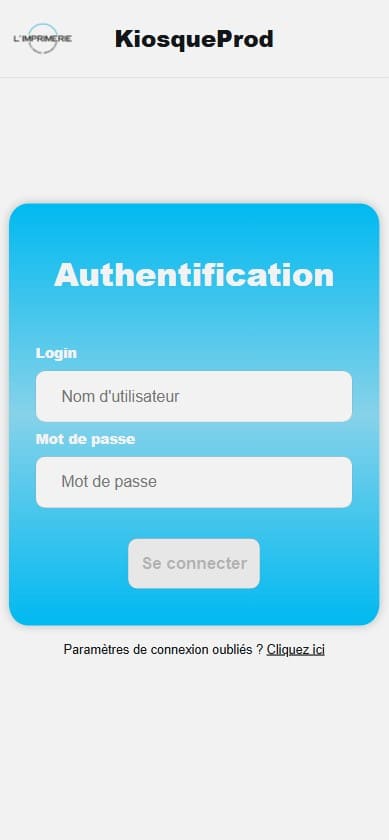 L'IMPRIMERIE
KiosqueProd
Authentification
Login
Nom d'utilisateur
Mot de passe
Mot de passe
Se connecter
Paramètres de connexion oubliés ? Cliquez ici